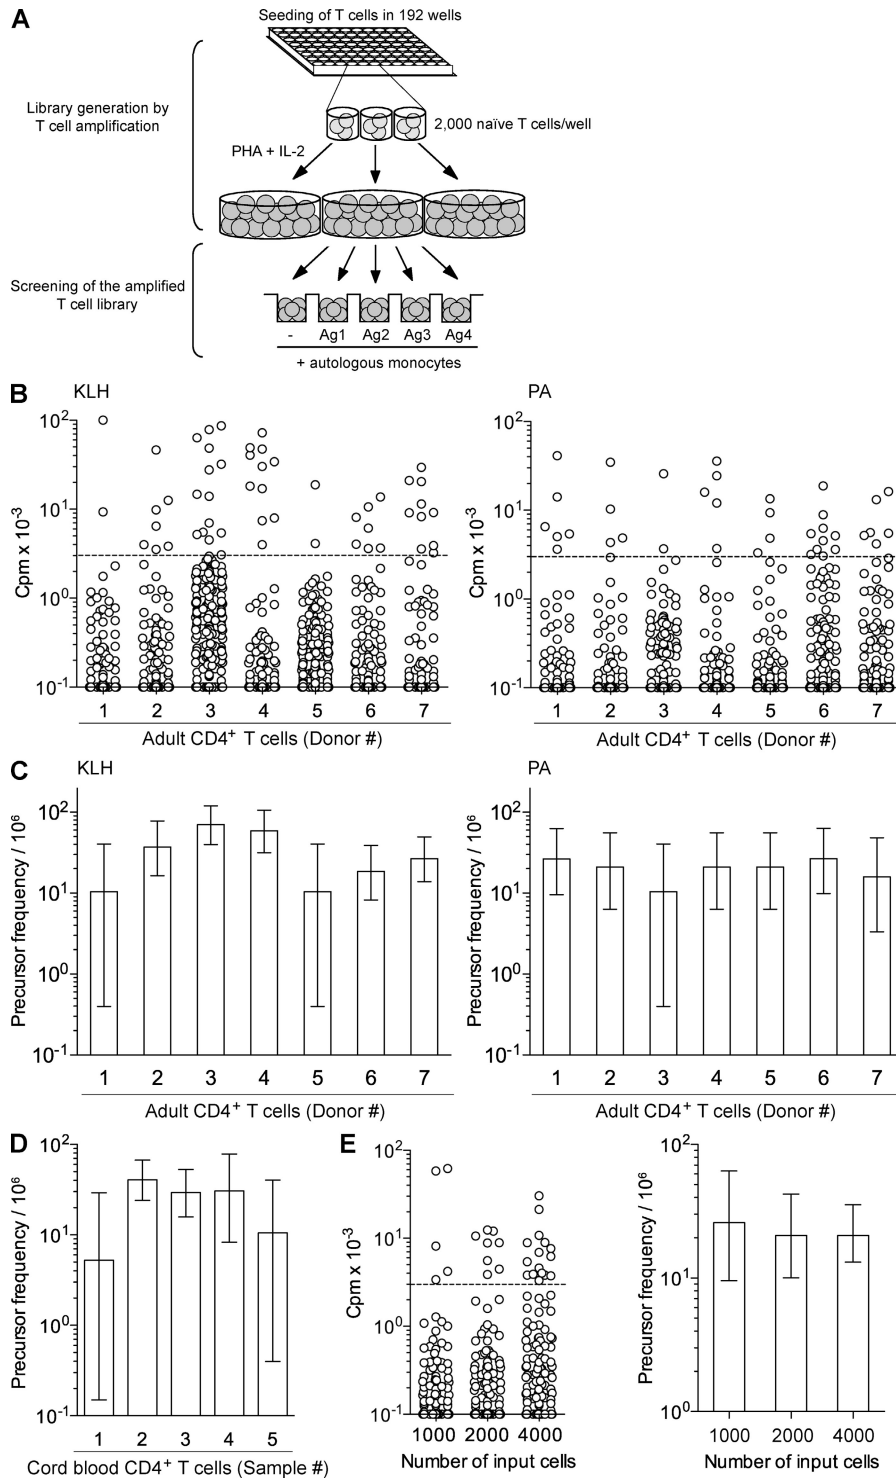 A
Seeding of T cells in 192 wells
Library generation by
T cell amplification
2,000 naïve T cells/well
PHA + IL-2
Screening of the amplified
T cell library
- Ag1 Ag2 Ag3 Ag4
+ autologous monocytes
B
KLH
Cpm x 10⁻³
10²
10¹
10⁰
10⁻¹
1 2 3 4 5 6 7
Adult CD4⁺ T cells (Donor #)
PA
Cpm x 10⁻³
10²
10¹
10⁰
10⁻¹
1 2 3 4 5 6 7
Adult CD4⁺ T cells (Donor #)
C
KLH
Precursor frequency / 10⁶
10²
10¹
10⁰
10⁻¹
1 2 3 4 5 6 7
Adult CD4⁺ T cells (Donor #)
PA
Precursor frequency / 10⁶
10²
10¹
10⁰
10⁻¹
1 2 3 4 5 6 7
Adult CD4⁺ T cells (Donor #)
D
Precursor frequency / 10⁶
10²
10¹
10⁰
10⁻¹
1 2 3 4 5
Cord blood CD4⁺ T cells (Sample #)
E
Cpm x 10⁻³
10²
10¹
10⁰
10⁻¹
1000 2000 4000
Number of input cells
Precursor frequency / 10⁶
10²
10¹
10⁰
1000 2000 4000
Number of input cells